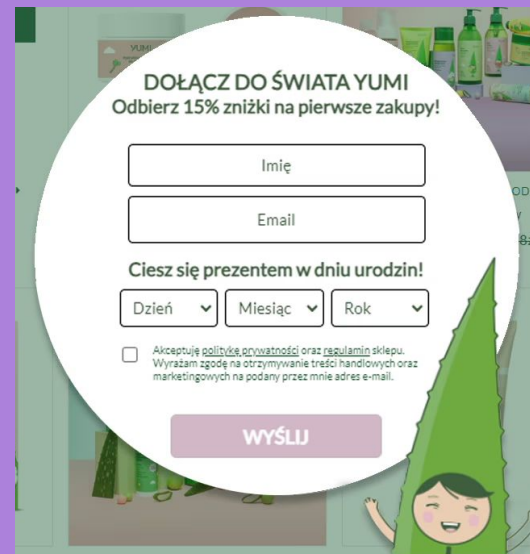 YUMI
DOŁĄCZ DO ŚWIATA YUMI
Odbierz 15% zniżki na pierwsze zakupy!
Imię
Email
Ciesz się prezentem w dniu urodzin!
Dzień Miesiąc Rok
Akceptuję politykę prywatności oraz regulamin sklepu.
Wyrażam zgodę na otrzymywanie treści handlowych oraz
marketingowych na podany przez mnie adres e-mail.
WYŚLIJ